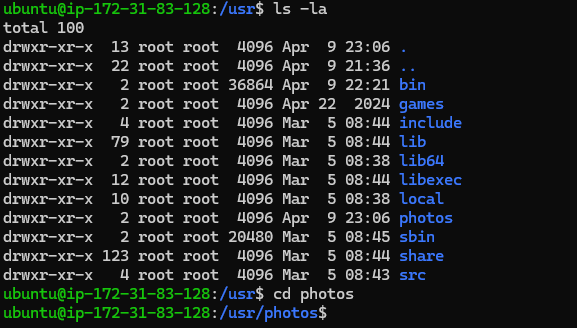 ubuntu@ip-172-31-83-128:/usr$ ls -la
total 100
drwxr-xr-x  13 root root  4096 Apr  9 23:06 .
drwxr-xr-x  22 root root  4096 Apr  9 21:36 ..
drwxr-xr-x   2 root root 36864 Apr  9 22:21 bin
drwxr-xr-x   2 root root  4096 Apr 22  2024 games
drwxr-xr-x   4 root root  4096 Mar  5 08:44 include
drwxr-xr-x  79 root root  4096 Mar  5 08:44 lib
drwxr-xr-x   2 root root  4096 Mar  5 08:38 lib64
drwxr-xr-x  12 root root  4096 Mar  5 08:44 libexec
drwxr-xr-x  10 root root  4096 Mar  5 08:38 local
drwxr-xr-x   2 root root  4096 Apr  9 23:06 photos
drwxr-xr-x   2 root root 20480 Mar  5 08:45 sbin
drwxr-xr-x 123 root root  4096 Mar  5 08:44 share
drwxr-xr-x   4 root root  4096 Mar  5 08:43 src
ubuntu@ip-172-31-83-128:/usr$ cd photos
ubuntu@ip-172-31-83-128:/usr/photos$